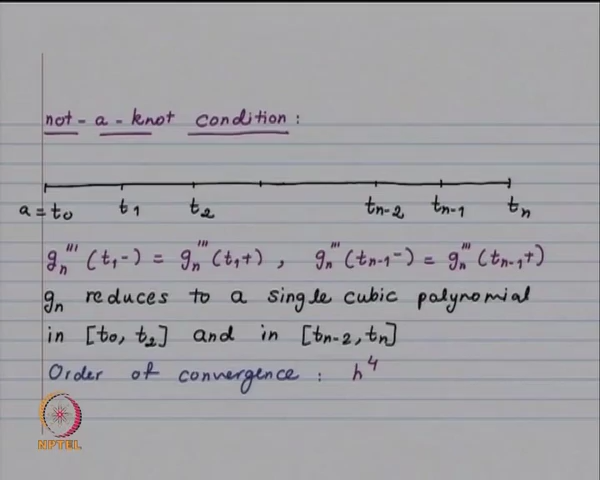 not-a-knot condition:
a = t₀ t₁ t₂ tₙ₋₂ tₙ₋₁ tₙ
gₙ'''(t₁-) = gₙ'''(t₁+), gₙ'''(tₙ₋₁-) = gₙ'''(tₙ₋₁+)
gₙ reduces to a single cubic polynomial
in [t₀, t₂] and in [tₙ₋₂, tₙ]
Order of convergence: h⁴
NPTEL